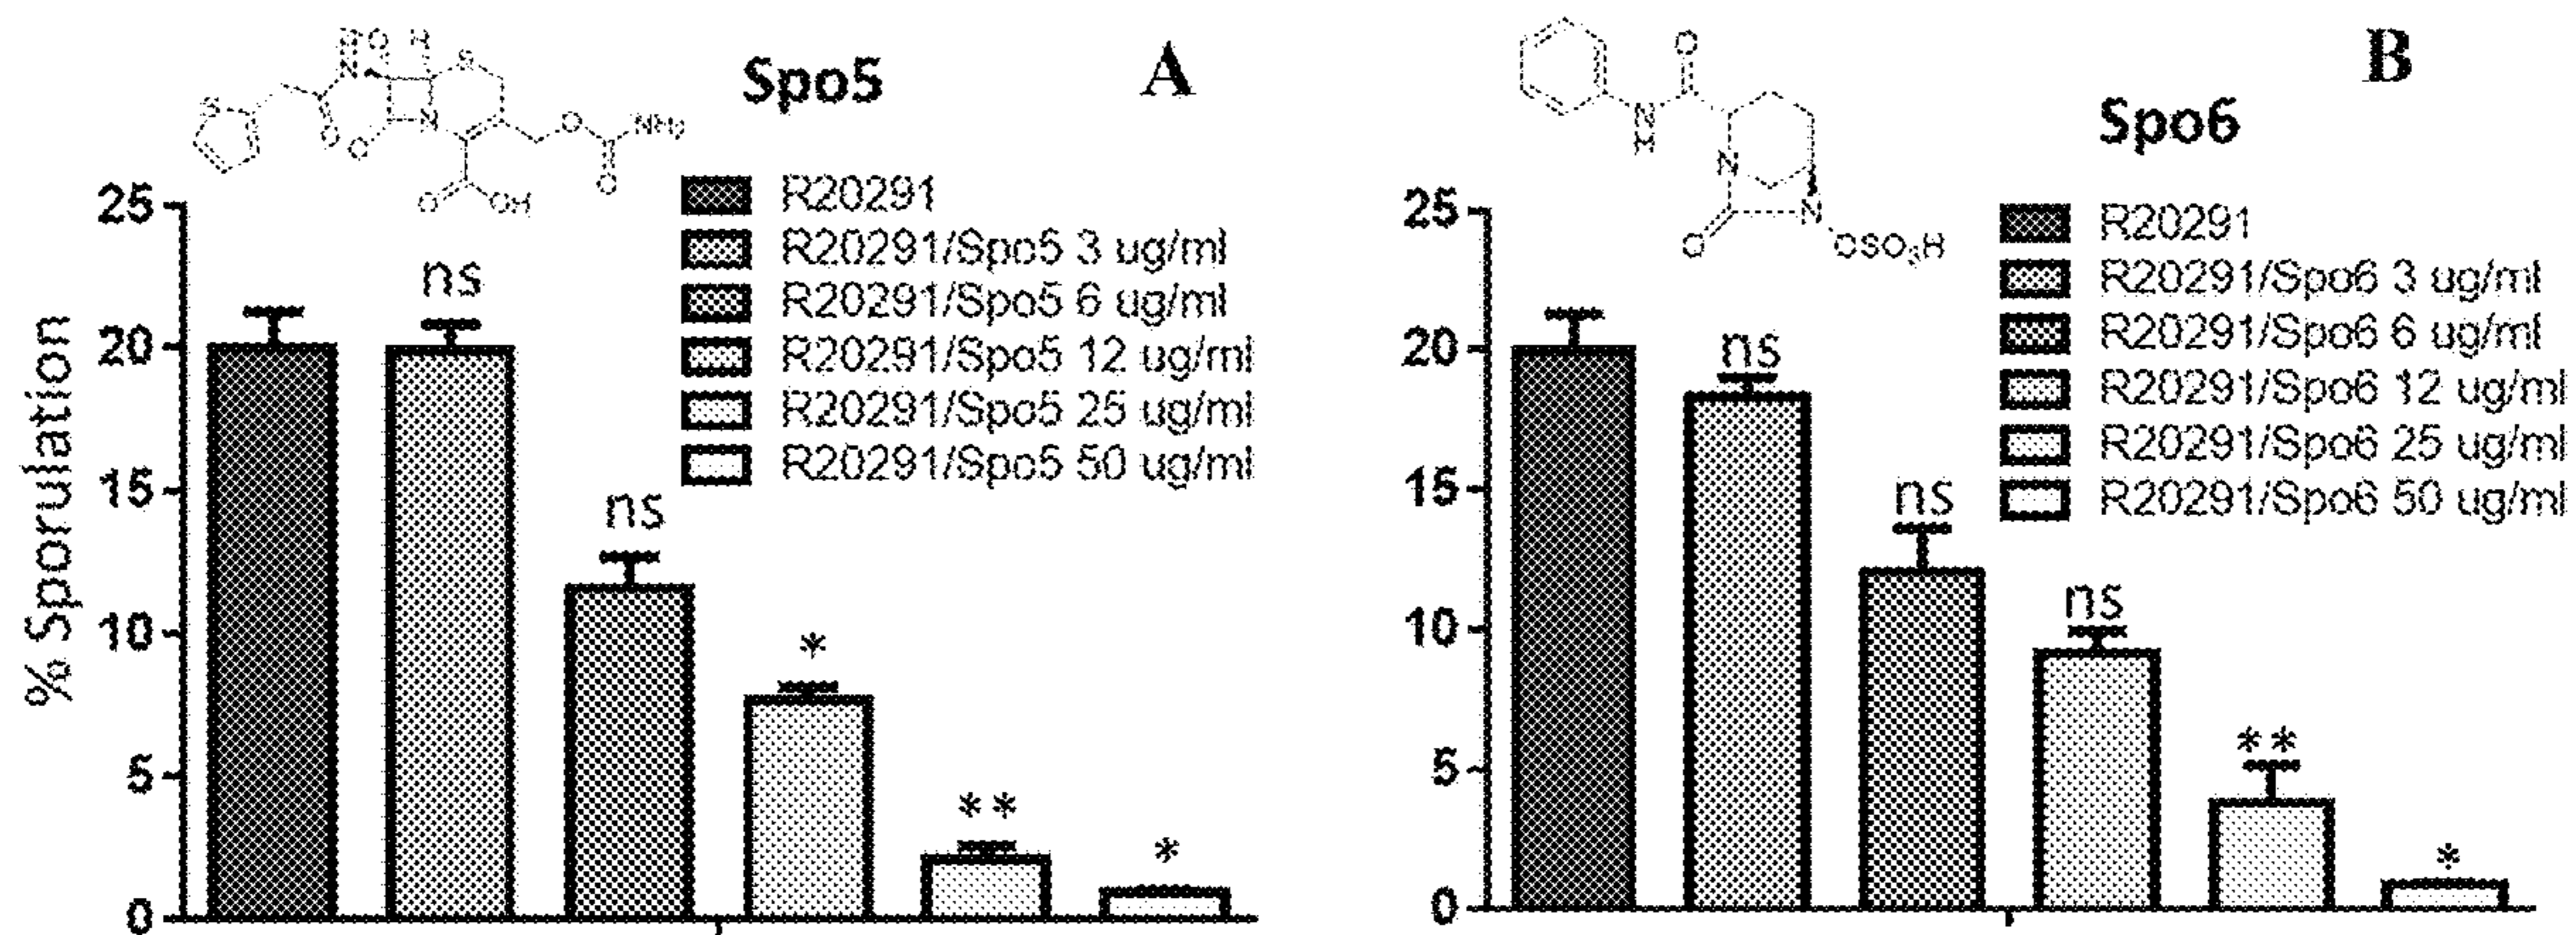 A
Spo5
R20291
R20291/Spo5 3 ug/ml
R20291/Spo5 6 ug/ml
R20291/Spo5 12 ug/ml
R20291/Spo5 25 ug/ml
R20291/Spo5 50 ug/ml
% Sporulation
25
20
15
10
5
0
ns
ns
*
**
*
S
O
H
S
N
O
O
N
O
O
NH2
O
O
OH
B
Spo6
R20291
R20291/Spo6 3 ug/ml
R20291/Spo6 6 ug/ml
R20291/Spo6 12 ug/ml
R20291/Spo6 25 ug/ml
R20291/Spo6 50 ug/ml
25
20
15
10
5
0
ns
ns
ns
**
*
O
N
H
N
O
N
OSO3H